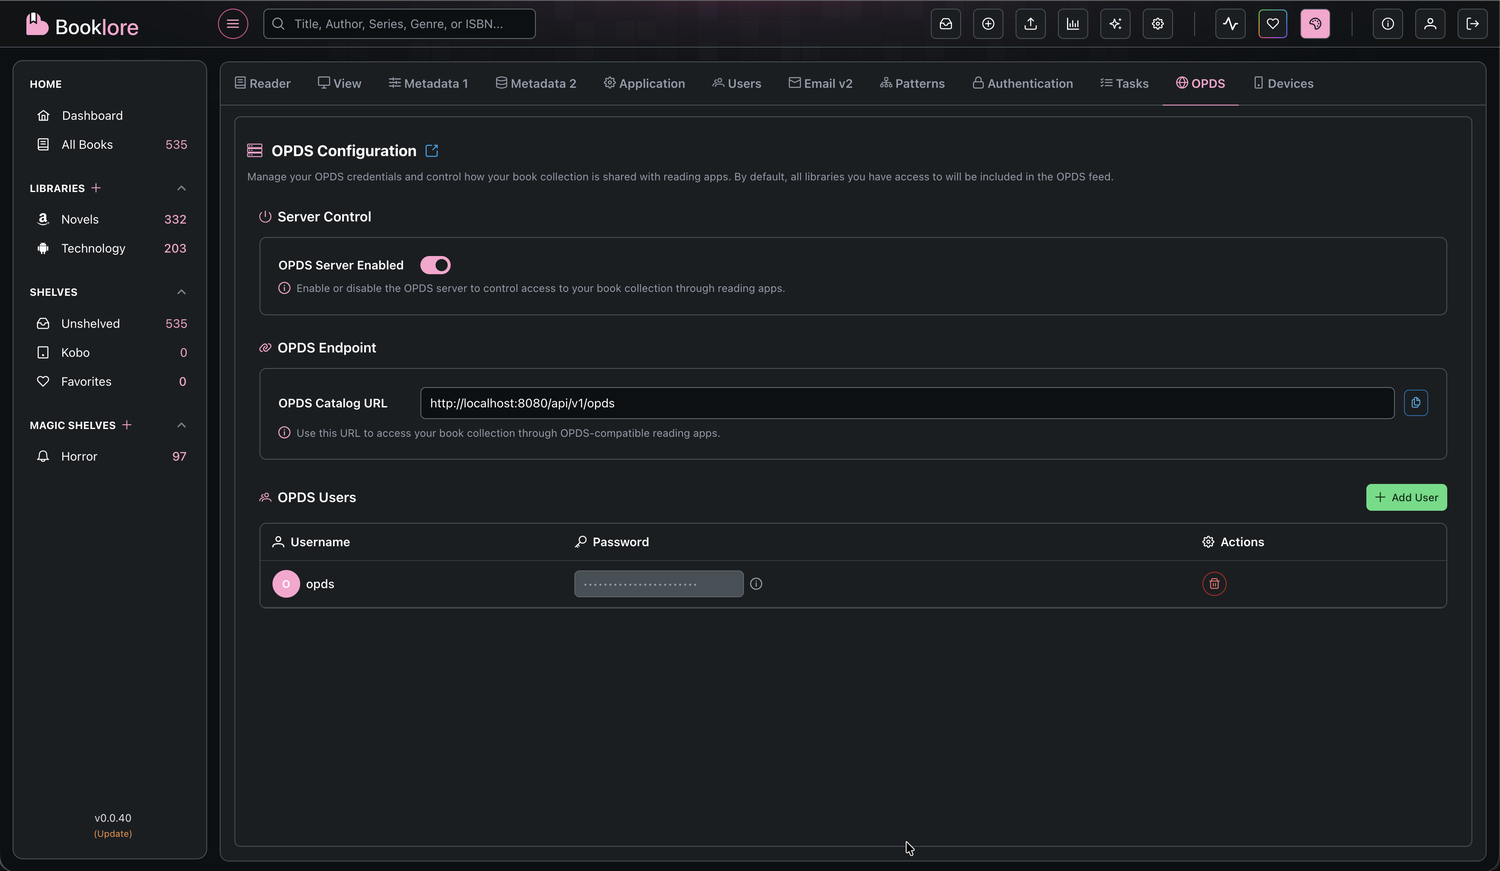 Booklore
Title, Author, Series, Genre, or ISBN...
HOME
Dashboard
All Books 535
LIBRARIES
Novels 332
Technology 203
SHELVES
Unshelved 535
Kobo 0
Favorites 0
MAGIC SHELVES
Horror 97
v0.0.40
(Update)
Reader View Metadata 1 Metadata 2 Application Users Email v2 Patterns Authentication Tasks OPDS Devices
OPDS Configuration
Manage your OPDS credentials and control how your book collection is shared with reading apps. By default, all libraries you have access to will be included in the OPDS feed.
Server Control
OPDS Server Enabled
Enable or disable the OPDS server to control access to your book collection through reading apps.
OPDS Endpoint
OPDS Catalog URL http://localhost:8080/api/v1/opds
Use this URL to access your book collection through OPDS-compatible reading apps.
OPDS Users
Add User
Username Password Actions
O opds